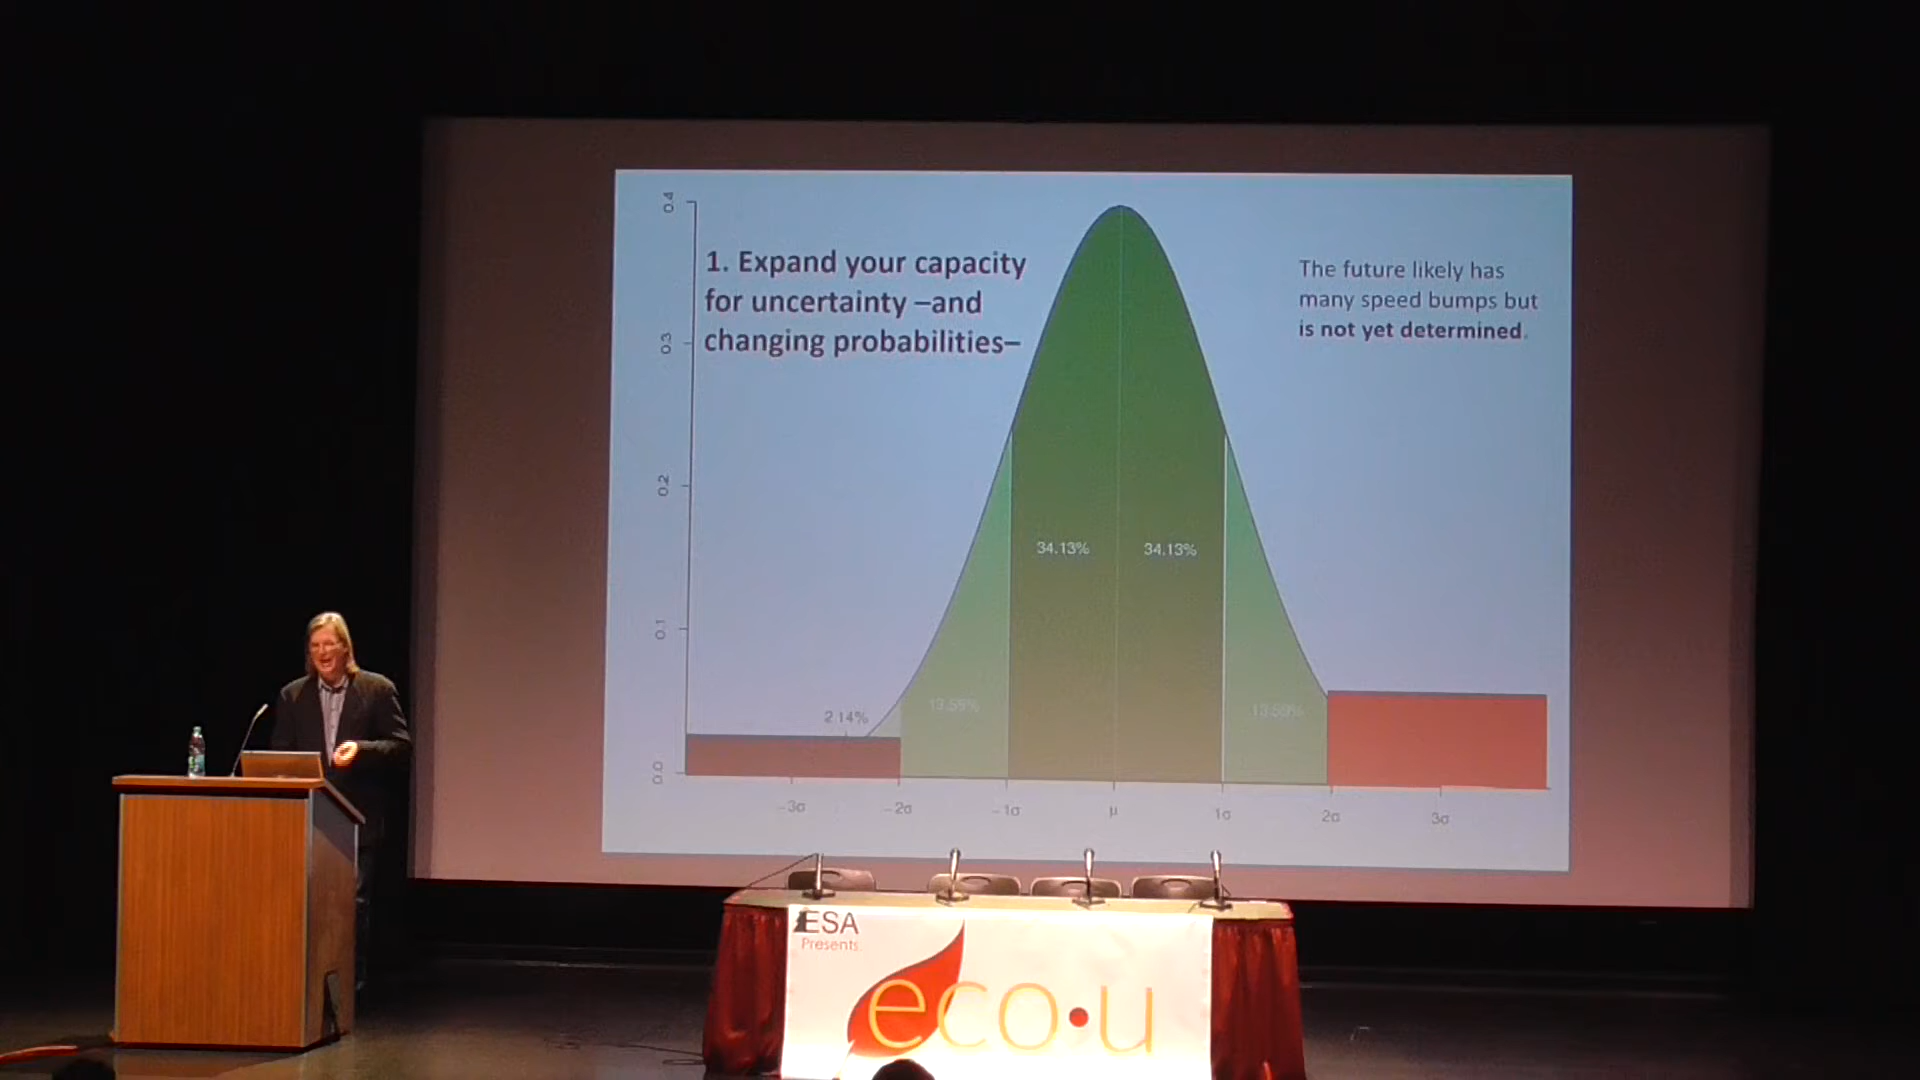 0.4
1. Expand your capacity
for uncertainty –and
changing probabilities–
The future likely has
many speed bumps but
is not yet determined.
0.3
0.2
34.13% 34.13%
0.1
2.14% 13.59% 13.59%
0.0
−3σ −2σ −1σ μ 1σ 2σ 3σ
ESA
Presents
eco•u